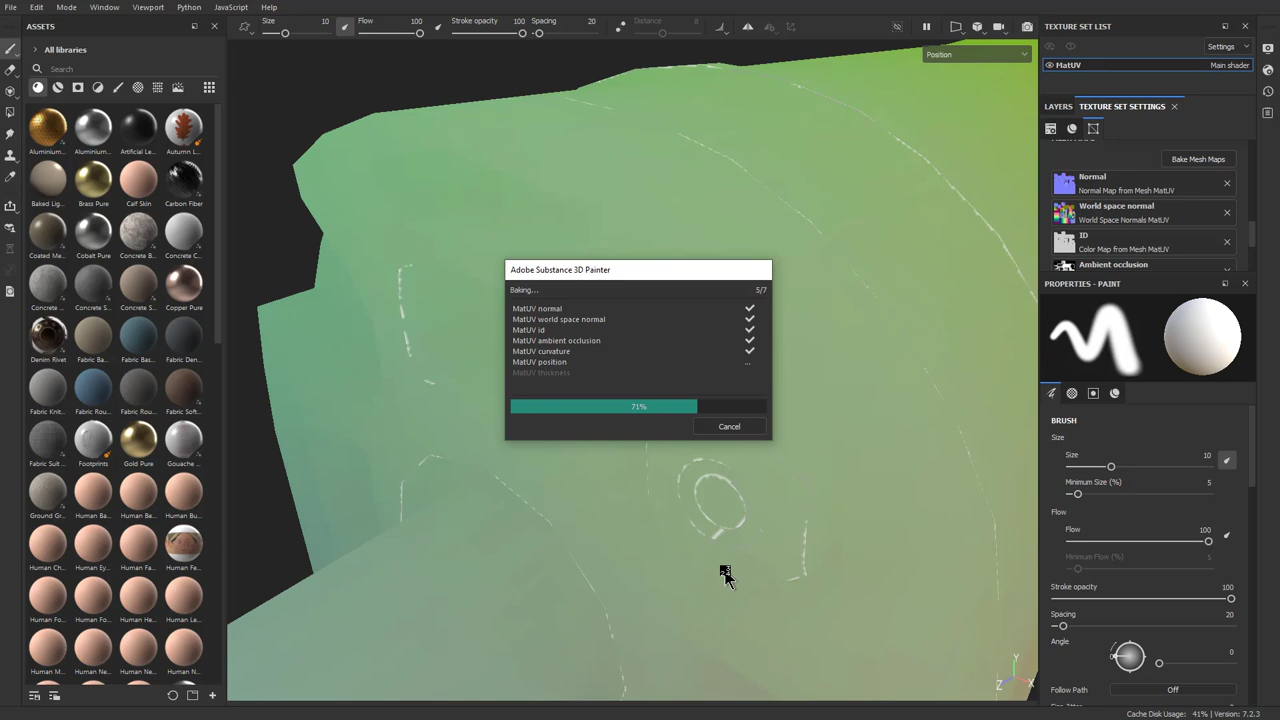 File Edit Mode Window Viewport Python JavaScript Help
ASSETS
All libraries
Search
Aluminium... Aluminium... Artificial Le... Autumn L...
Baked Lig... Brass Pure Calf Skin Carbon Fiber
Coated Me... Cobalt Pure Concrete B... Concrete C...
Concrete D... Concrete S... Concrete S... Copper Pure
Denim Rivet Fabric Ba... Fabric Bas... Fabric Den...
Fabric Knit... Fabric Rou... Fabric Rou... Fabric Soft...
Fabric Suit ... Footprints Gold Pure Gouache ...
Ground Gr... Human Ba... Human Be... Human Bu...
Human Ch... Human Ey... Human Fa... Human Fe...
Human Fo... Human Fo... Human He... Human Le...
Human M... Human Ne... Human Ne... Human Ne...
Size 10
Flow 100
Stroke opacity 100
Spacing 20
Distance 8
Position
Adobe Substance 3D Painter
Baking... 5/7
MatUV normal
MatUV world space normal
MatUV id
MatUV ambient occlusion
MatUV curvature
MatUV position ...
MatUV thickness
71%
Cancel
Y
Z X
TEXTURE SET LIST
Settings
MatUV Main shader
LAYERS TEXTURE SET SETTINGS
Bake Mesh Maps
Normal
Normal Map from Mesh MatUV
World space normal
World Space Normals MatUV
ID
Color Map from Mesh MatUV
Ambient occlusion
PROPERTIES - PAINT
BRUSH
Size
Size 10
Minimum Size (%) 5
Flow
Flow 100
Minimum Flow (%) 5
Stroke opacity 100
Spacing 20
Angle 0
Follow Path Off
Cache Disk Usage: 41% | Version: 7.2.3